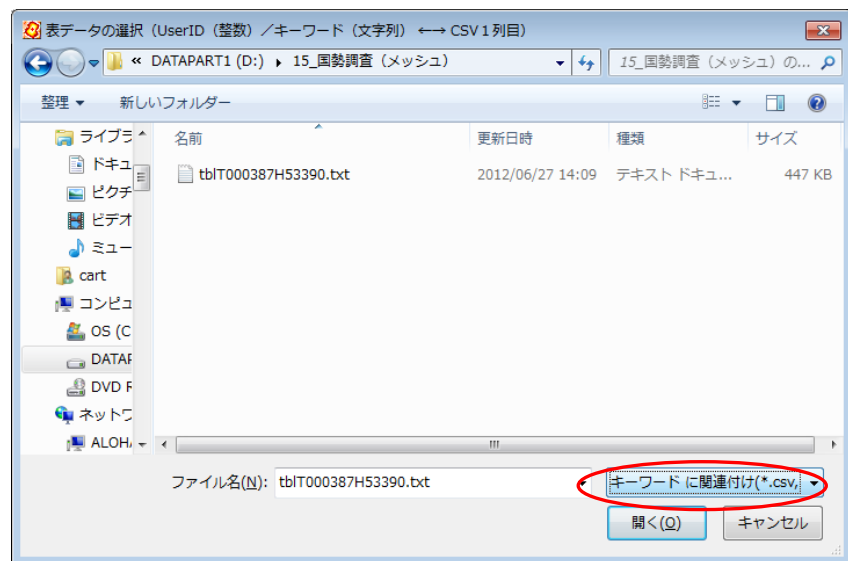 表データの選択（UserID（整数）／キーワード（文字列） ←→ CSV１列目）
« DATAPART1 (D:) ▸ 15_国勢調査（メッシュ） 15_国勢調査（メッシュ）の...
整理 ▼ 新しいフォルダー
名前 更新日時 種類 サイズ
tblT000387H53390.txt 2012/06/27 14:09 テキスト ドキュ... 447 KB
ライブラ
ドキュ
ピクチ
ビデオ
ミュー
cart
コンピュ
OS (C
DATAP
DVD R
ネットワ
ALOHA
ファイル名(N): tblT000387H53390.txt キーワード に関連付け(*.csv,
開く(O) キャンセル